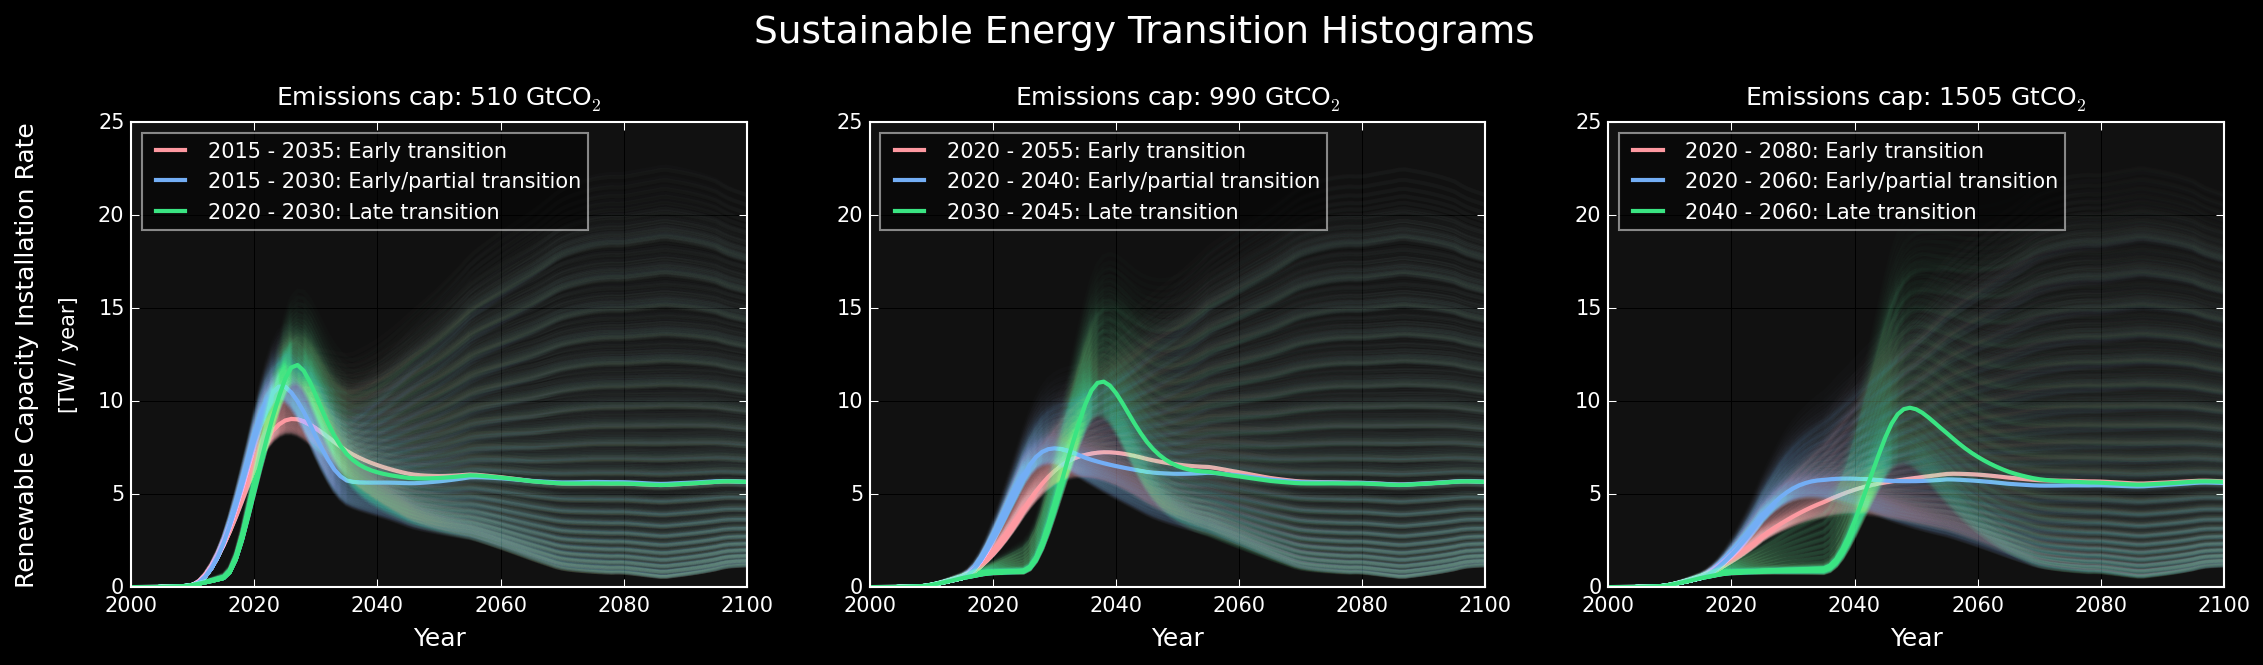 Sustainable Energy Transition Histograms
Renewable Capacity Installation Rate
[TW / year]
Emissions cap: 510 GtCO₂
2015 - 2035: Early transition
2015 - 2030: Early/partial transition
2020 - 2030: Late transition
25
20
15
10
5
0
2000 2020 2040 2060 2080 2100
Year
Emissions cap: 990 GtCO₂
2020 - 2055: Early transition
2020 - 2040: Early/partial transition
2030 - 2045: Late transition
25
20
15
10
5
0
2000 2020 2040 2060 2080 2100
Year
Emissions cap: 1505 GtCO₂
2020 - 2080: Early transition
2020 - 2060: Early/partial transition
2040 - 2060: Late transition
25
20
15
10
5
0
2000 2020 2040 2060 2080 2100
Year